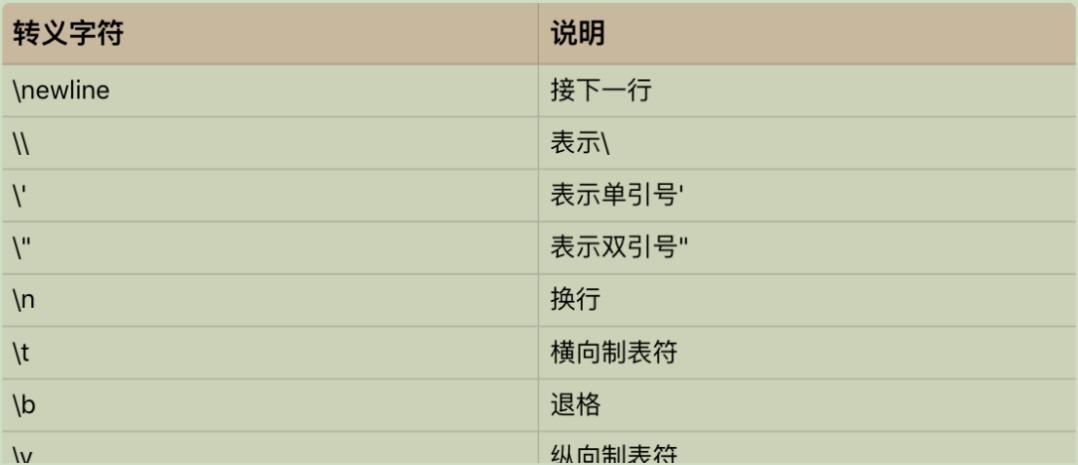 转义字符 说明
\newline 接下一行
\\ 表示\
\' 表示单引号'
\" 表示双引号"
\n 换行
\t 横向制表符
\b 退格
\v 纵向制表符